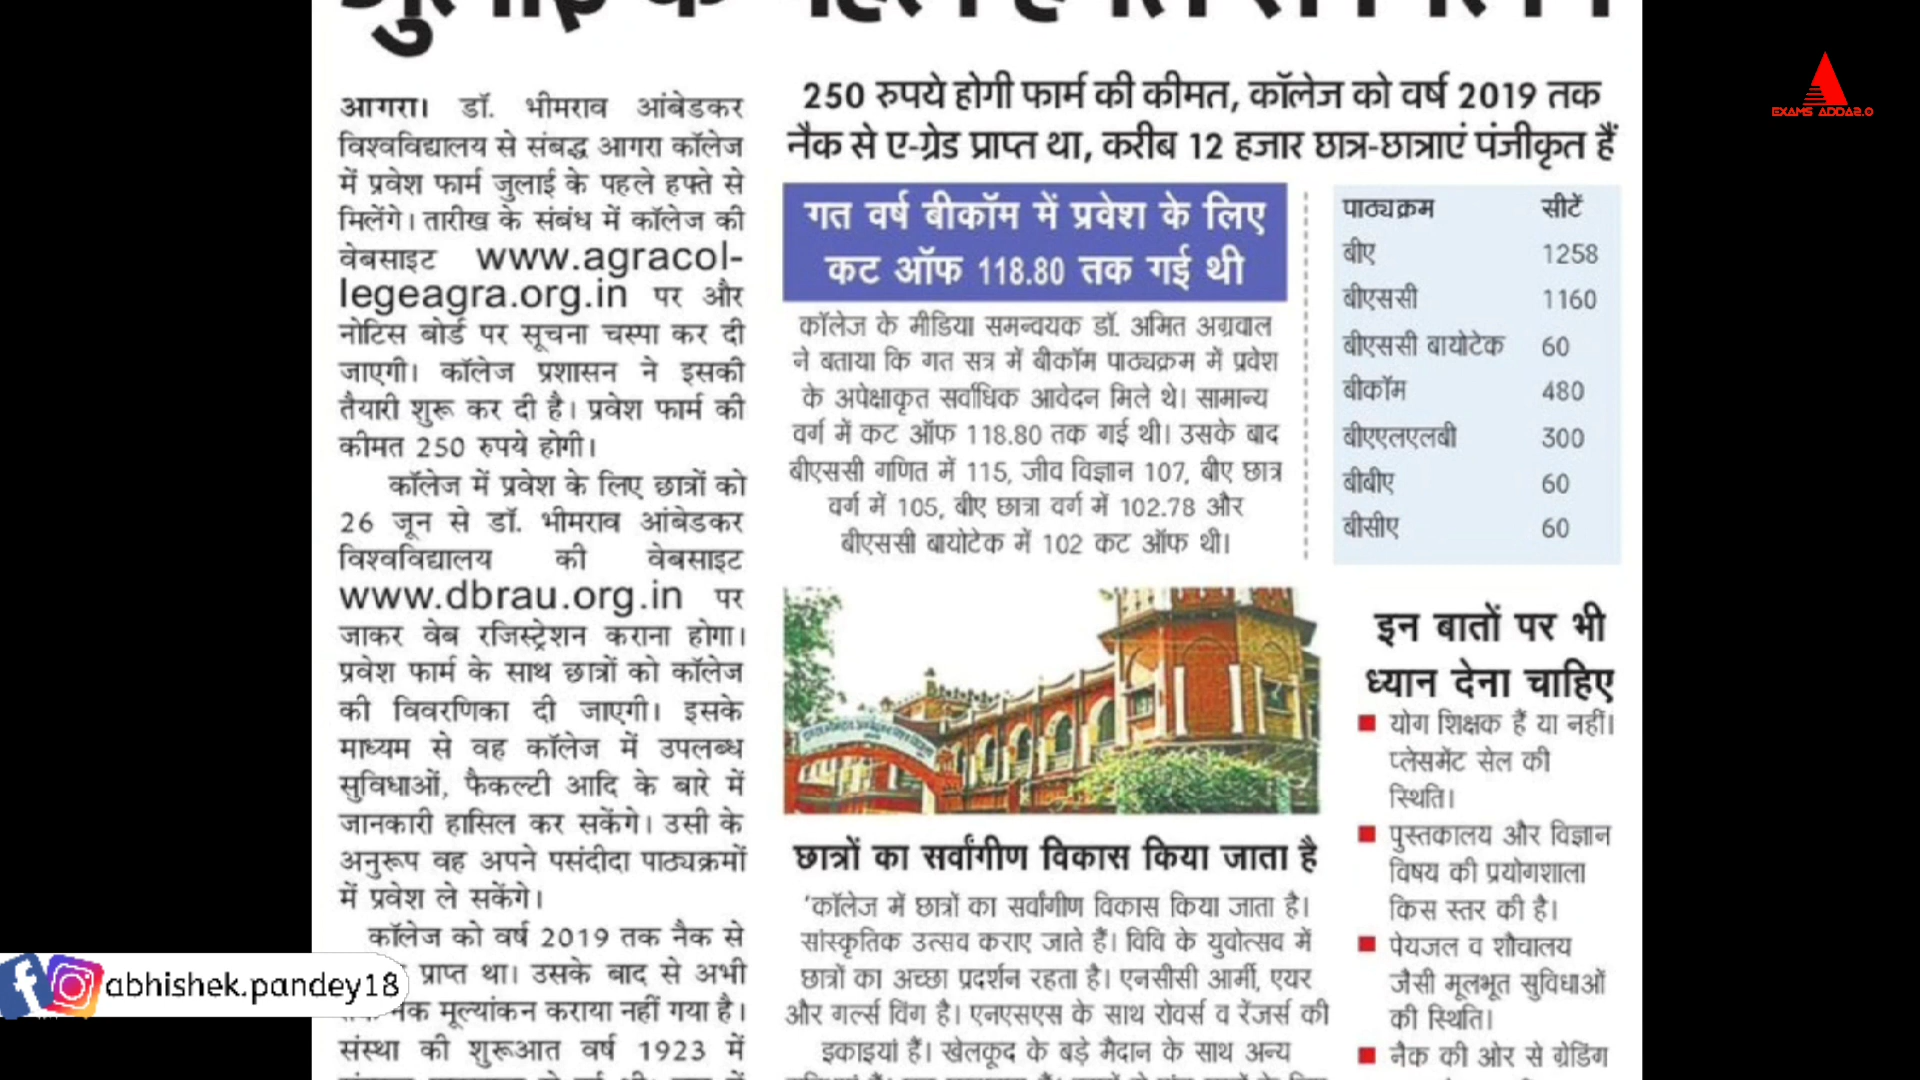 आगरा। डॉ. भीमराव आंबेडकर
विश्वविद्यालय से संबद्ध आगरा कॉलेज
में प्रवेश फार्म जुलाई के पहले हफ्ते से
मिलेंगे। तारीख के संबंध में कॉलेज की
वेबसाइट www.agracol-
legeagra.org.in पर और
नोटिस बोर्ड पर सूचना चस्पा कर दी
जाएगी। कॉलेज प्रशासन ने इसकी
तैयारी शुरू कर दी है। प्रवेश फार्म की
कीमत 250 रुपये होगी।
कॉलेज में प्रवेश के लिए छात्रों को
26 जून से डॉ. भीमराव आंबेडकर
विश्वविद्यालय की वेबसाइट
www.dbrau.org.in पर
जाकर वेब रजिस्ट्रेशन कराना होगा।
प्रवेश फार्म के साथ छात्रों को कॉलेज
की विवरणिका दी जाएगी। इसके
माध्यम से वह कॉलेज में उपलब्ध
सुविधाओं, फैकल्टी आदि के बारे में
जानकारी हासिल कर सकेंगे। उसी के
अनुरूप वह अपने पसंदीदा पाठ्यक्रमों
में प्रवेश ले सकेंगे।
कॉलेज को वर्ष 2019 तक नैक से
प्राप्त था। उसके बाद से अभी
नैक मूल्यांकन कराया नहीं गया है।
संस्था की शुरूआत वर्ष 1923 में
250 रुपये होगी फार्म की कीमत, कॉलेज को वर्ष 2019 तक
नैक से ए-ग्रेड प्राप्त था, करीब 12 हजार छात्र-छात्राएं पंजीकृत हैं
गत वर्ष बीकॉम में प्रवेश के लिए
कट ऑफ 118.80 तक गई थी
कॉलेज के मीडिया समन्वयक डॉ. अमित अग्रवाल
ने बताया कि गत सत्र में बीकॉम पाठ्यक्रम में प्रवेश
के अपेक्षाकृत सर्वाधिक आवेदन मिले थे। सामान्य
वर्ग में कट ऑफ 118.80 तक गई थी। उसके बाद
बीएससी गणित में 115, जीव विज्ञान 107, बीए छात्र
वर्ग में 105, बीए छात्रा वर्ग में 102.78 और
बीएससी बायोटेक में 102 कट ऑफ थी।
पाठ्यक्रम सीटें
बीए 1258
बीएससी 1160
बीएससी बायोटेक 60
बीकॉम 480
बीएएलएलबी 300
बीबीए 60
बीसीए 60
छात्रों का सर्वांगीण विकास किया जाता है
'कॉलेज में छात्रों का सर्वांगीण विकास किया जाता है।
सांस्कृतिक उत्सव कराए जाते हैं। विवि के युवोत्सव में
छात्रों का अच्छा प्रदर्शन रहता है। एनसीसी आर्मी, एयर
और गर्ल्स विंग है। एनएसएस के साथ रोवर्स व रेंजर्स की
इकाइयां हैं। खेलकूद के बड़े मैदान के साथ अन्य
इन बातों पर भी
ध्यान देना चाहिए
योग शिक्षक हैं या नहीं।
प्लेसमेंट सेल की
स्थिति।
पुस्तकालय और विज्ञान
विषय की प्रयोगशाला
किस स्तर की है।
पेयजल व शौचालय
जैसी मूलभूत सुविधाओं
की स्थिति।
नैक की ओर से ग्रेडिंग
EXAMS ADDA2.0
abhishek.pandey18